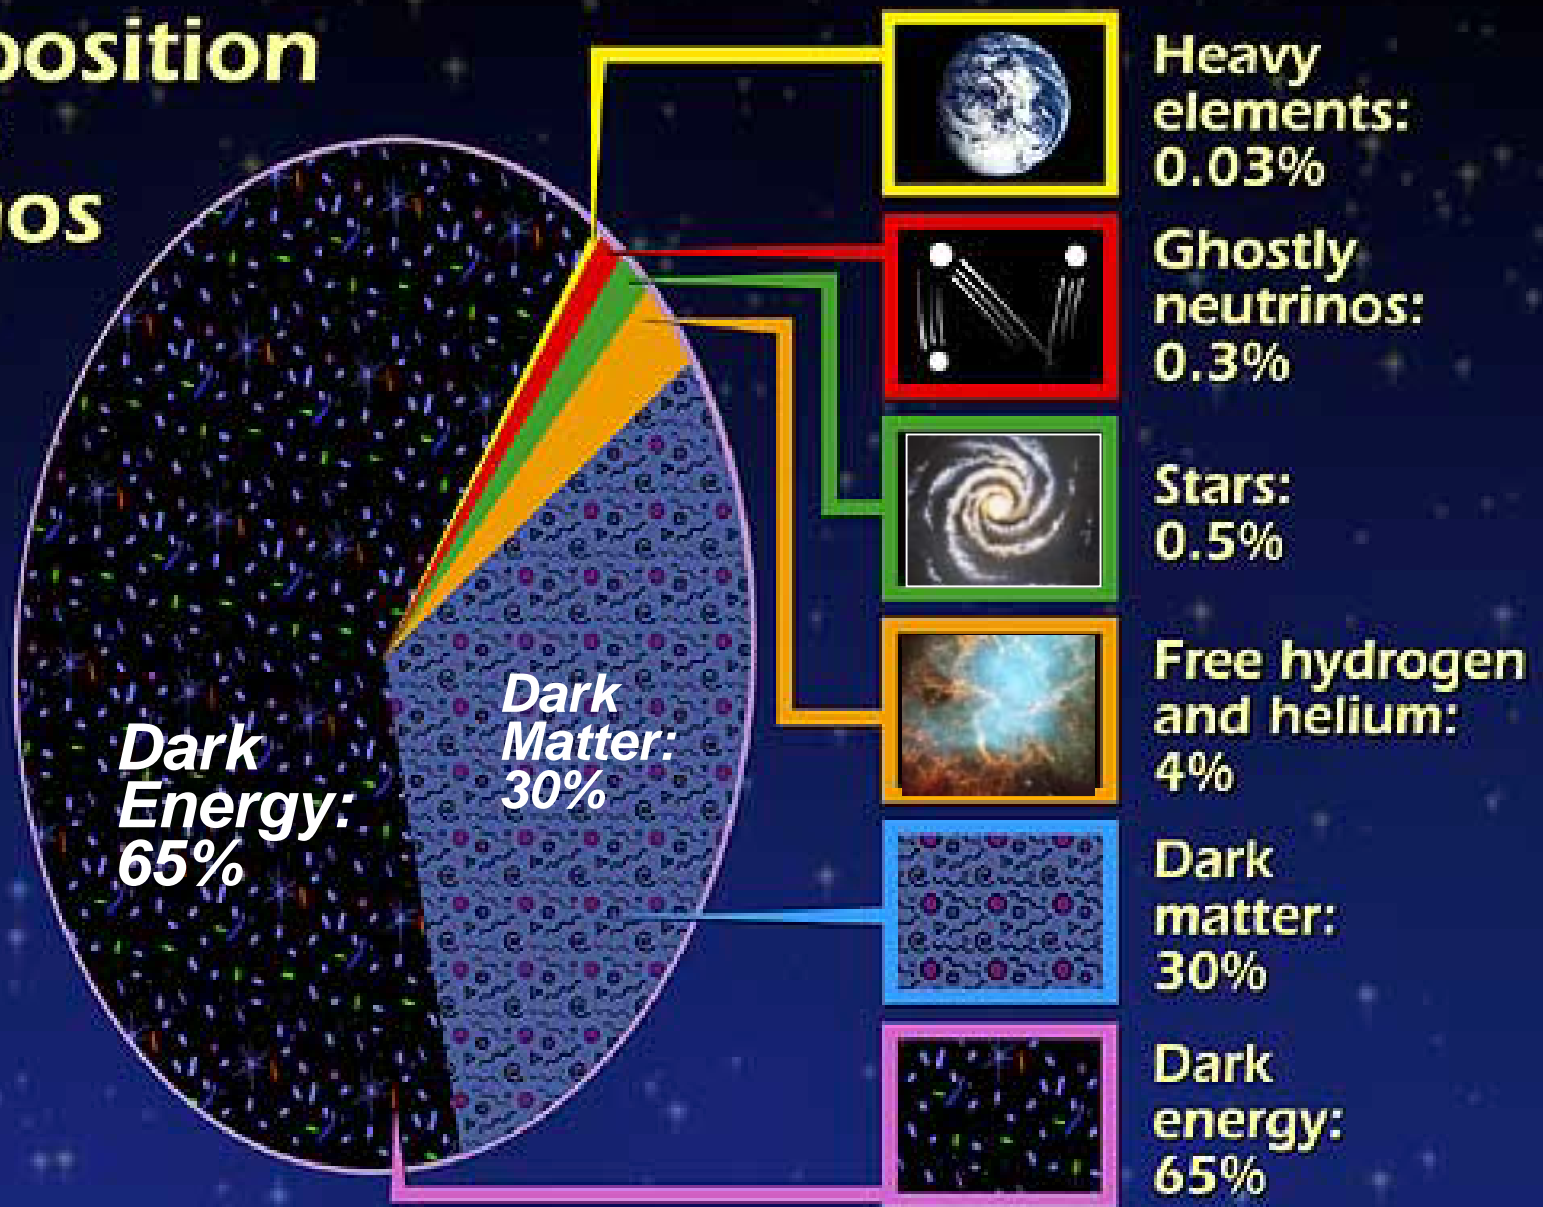 position
os
Heavy
elements:
0.03%
Ghostly
neutrinos:
0.3%
Stars:
0.5%
Free hydrogen
and helium:
4%
Dark
matter:
30%
Dark
energy:
65%
Dark
Matter:
30%
Dark
Energy:
65%